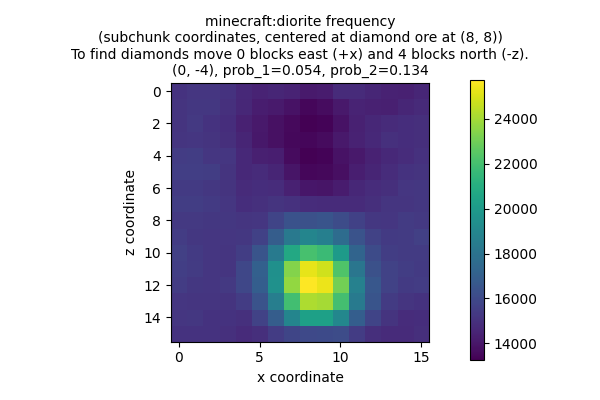 minecraft:diorite frequency
(subchunk coordinates, centered at diamond ore at (8, 8))
To find diamonds move 0 blocks east (+x) and 4 blocks north (-z).
(0, -4), prob_1=0.054, prob_2=0.134
0
2
4
6
8
10
12
14
z coordinate
0 5 10 15
x coordinate
24000
22000
20000
18000
16000
14000